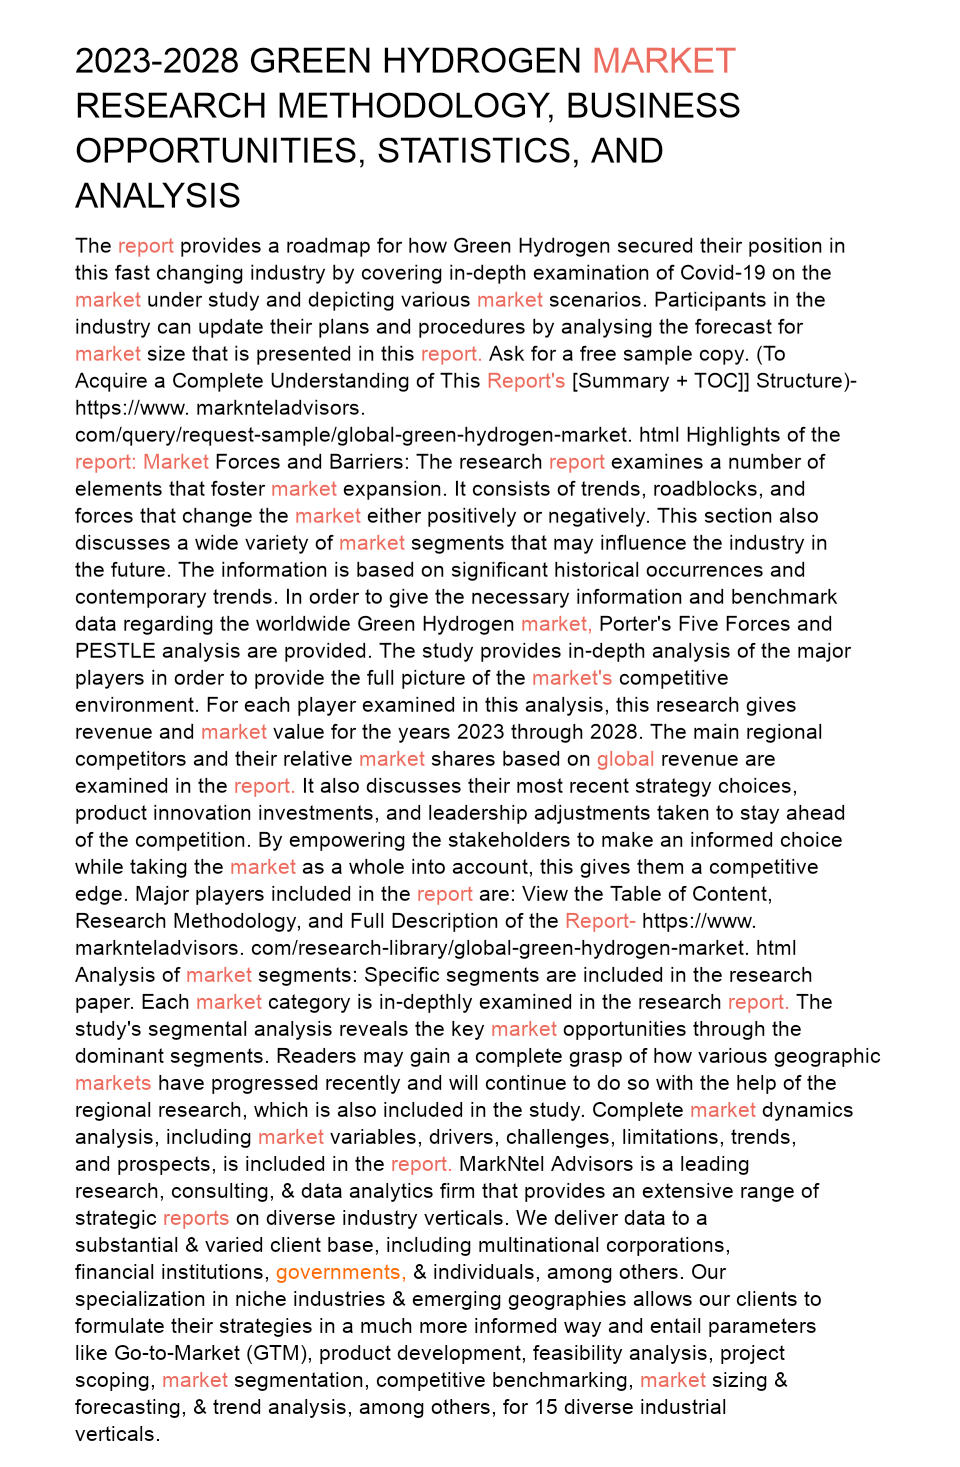 2023-2028 GREEN HYDROGEN MARKET
RESEARCH METHODOLOGY, BUSINESS
OPPORTUNITIES, STATISTICS, AND
ANALYSIS
The report provides a roadmap for how Green Hydrogen secured their position in
this fast changing industry by covering in-depth examination of Covid-19 on the
market under study and depicting various market scenarios. Participants in the
industry can update their plans and procedures by analysing the forecast for
market size that is presented in this report. Ask for a free sample copy. (To
Acquire a Complete Understanding of This Report's [Summary + TOC]] Structure)-
https://www. marknteladvisors.
com/query/request-sample/global-green-hydrogen-market. html Highlights of the
report: Market Forces and Barriers: The research report examines a number of
elements that foster market expansion. It consists of trends, roadblocks, and
forces that change the market either positively or negatively. This section also
discusses a wide variety of market segments that may influence the industry in
the future. The information is based on significant historical occurrences and
contemporary trends. In order to give the necessary information and benchmark
data regarding the worldwide Green Hydrogen market, Porter's Five Forces and
PESTLE analysis are provided. The study provides in-depth analysis of the major
players in order to provide the full picture of the market's competitive
environment. For each player examined in this analysis, this research gives
revenue and market value for the years 2023 through 2028. The main regional
competitors and their relative market shares based on global revenue are
examined in the report. It also discusses their most recent strategy choices,
product innovation investments, and leadership adjustments taken to stay ahead
of the competition. By empowering the stakeholders to make an informed choice
while taking the market as a whole into account, this gives them a competitive
edge. Major players included in the report are: View the Table of Content,
Research Methodology, and Full Description of the Report- https://www.
marknteladvisors. com/research-library/global-green-hydrogen-market. html
Analysis of market segments: Specific segments are included in the research
paper. Each market category is in-depthly examined in the research report. The
study's segmental analysis reveals the key market opportunities through the
dominant segments. Readers may gain a complete grasp of how various geographic
markets have progressed recently and will continue to do so with the help of the
regional research, which is also included in the study. Complete market dynamics
analysis, including market variables, drivers, challenges, limitations, trends,
and prospects, is included in the report. MarkNtel Advisors is a leading
research, consulting, & data analytics firm that provides an extensive range of
strategic reports on diverse industry verticals. We deliver data to a
substantial & varied client base, including multinational corporations,
financial institutions, governments, & individuals, among others. Our
specialization in niche industries & emerging geographies allows our clients to
formulate their strategies in a much more informed way and entail parameters
like Go-to-Market (GTM), product development, feasibility analysis, project
scoping, market segmentation, competitive benchmarking, market sizing &
forecasting, & trend analysis, among others, for 15 diverse industrial
verticals.